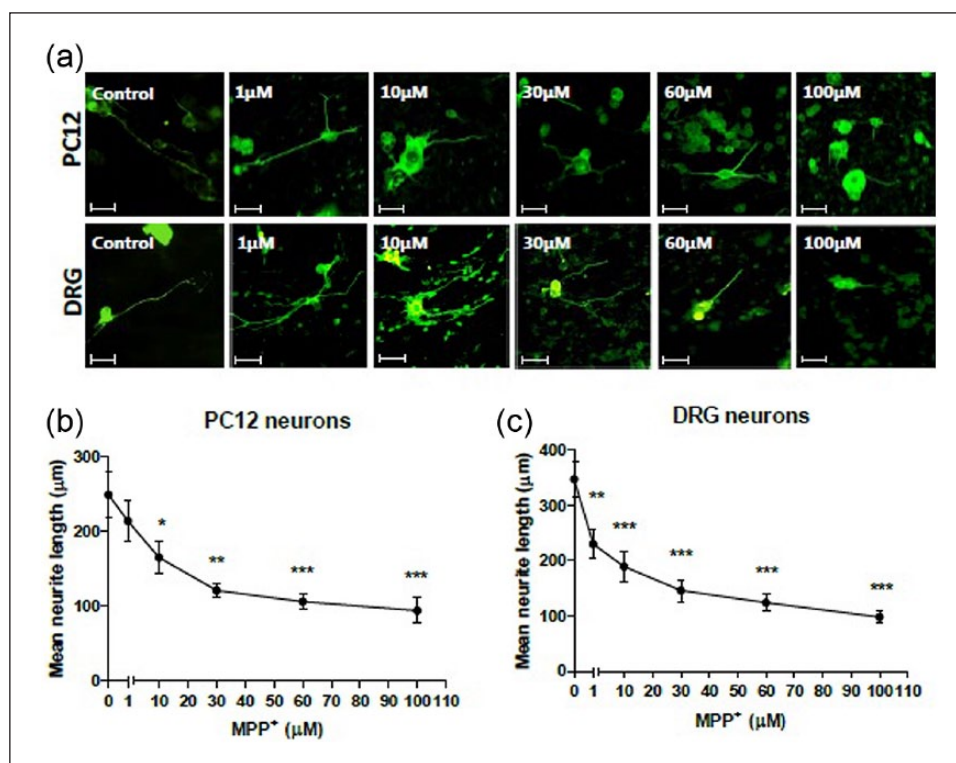 (a)
Control 1µM 10µM 30µM 60µM 100µM
PC12
Control 1µM 10µM 30µM 60µM 100µM
DRG
(b)
PC12 neurons
Mean neurite length (µm)
300
200
100
0
*
**
***
***
0 1 10 20 30 40 50 60 70 80 90 100 110
MPP⁺ (µM)
(c)
DRG neurons
Mean neurite length (µm)
400
300
200
100
0
**
***
***
***
***
0 1 10 20 30 40 50 60 70 80 90 100 110
MPP⁺ (µM)